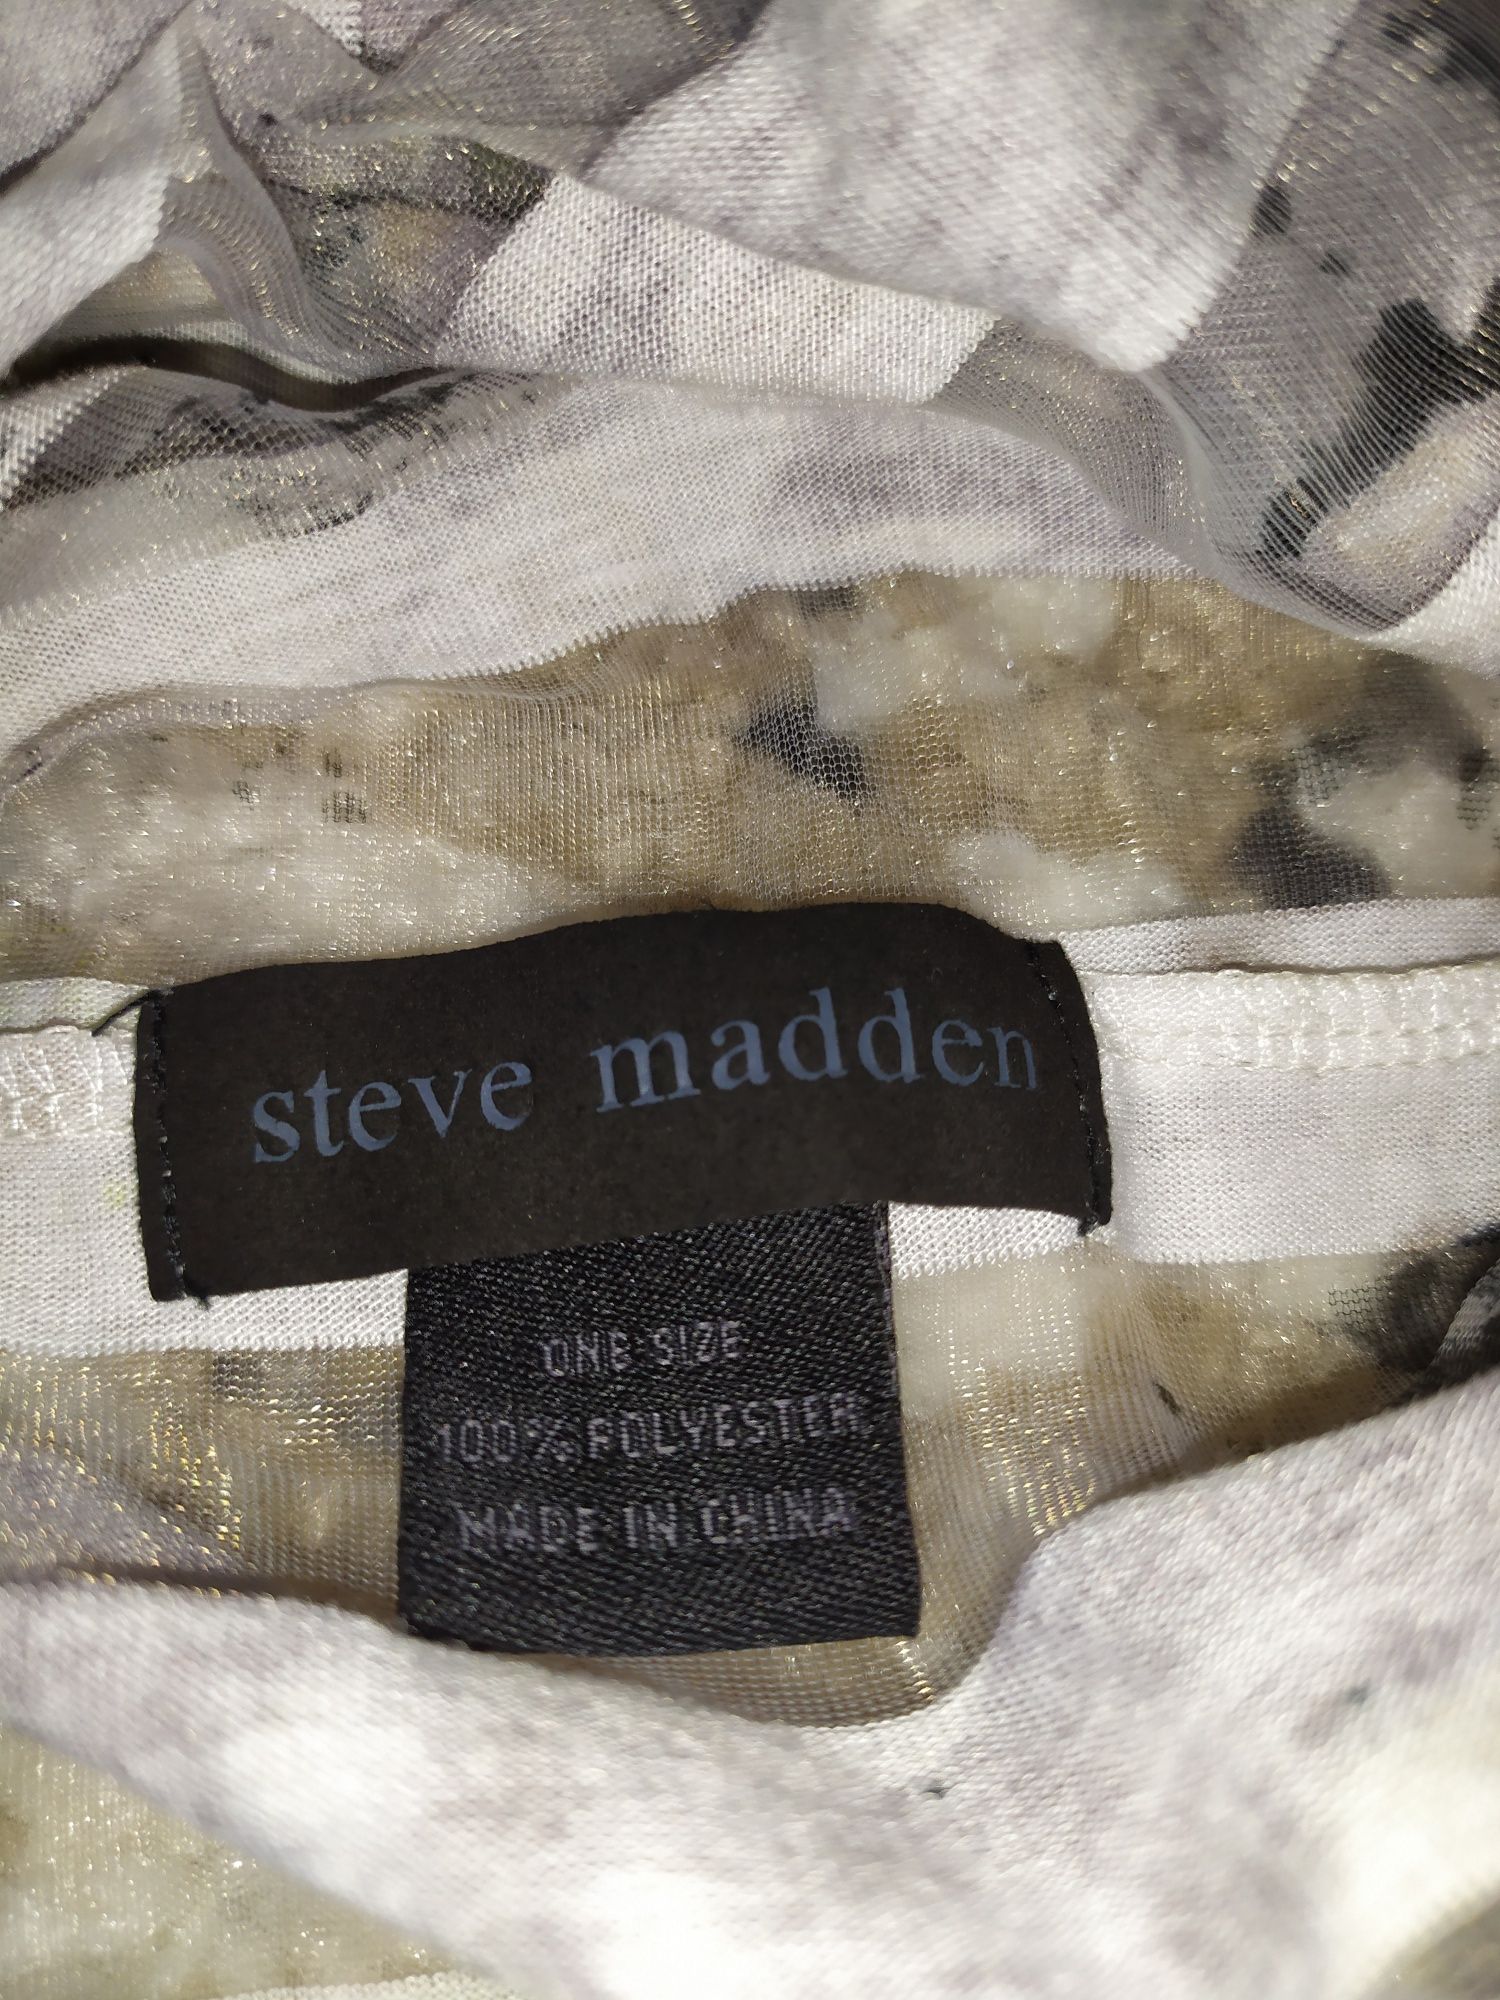 steve madden
ONE SIZE
100% POLYESTER
MADE IN CHINA